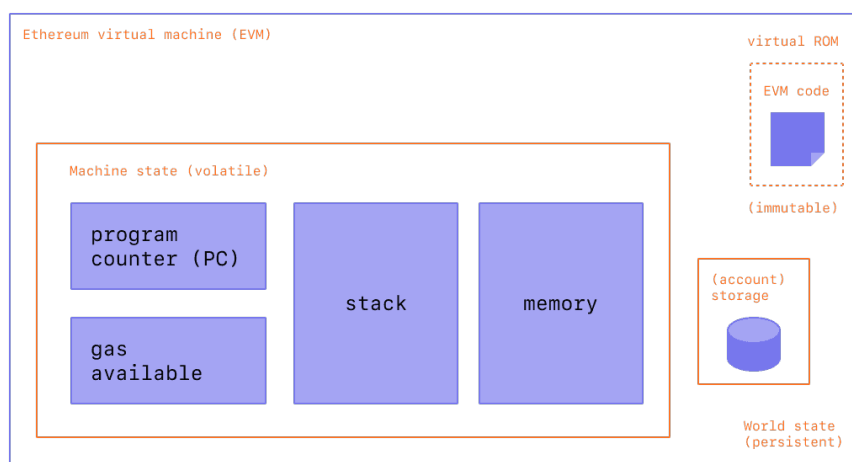 Ethereum virtual machine (EVM)
virtual ROM
EVM code
(immutable)
Machine state (volatile)
program
counter (PC)
gas
available
stack
memory
(account)
storage
World state
(persistent)